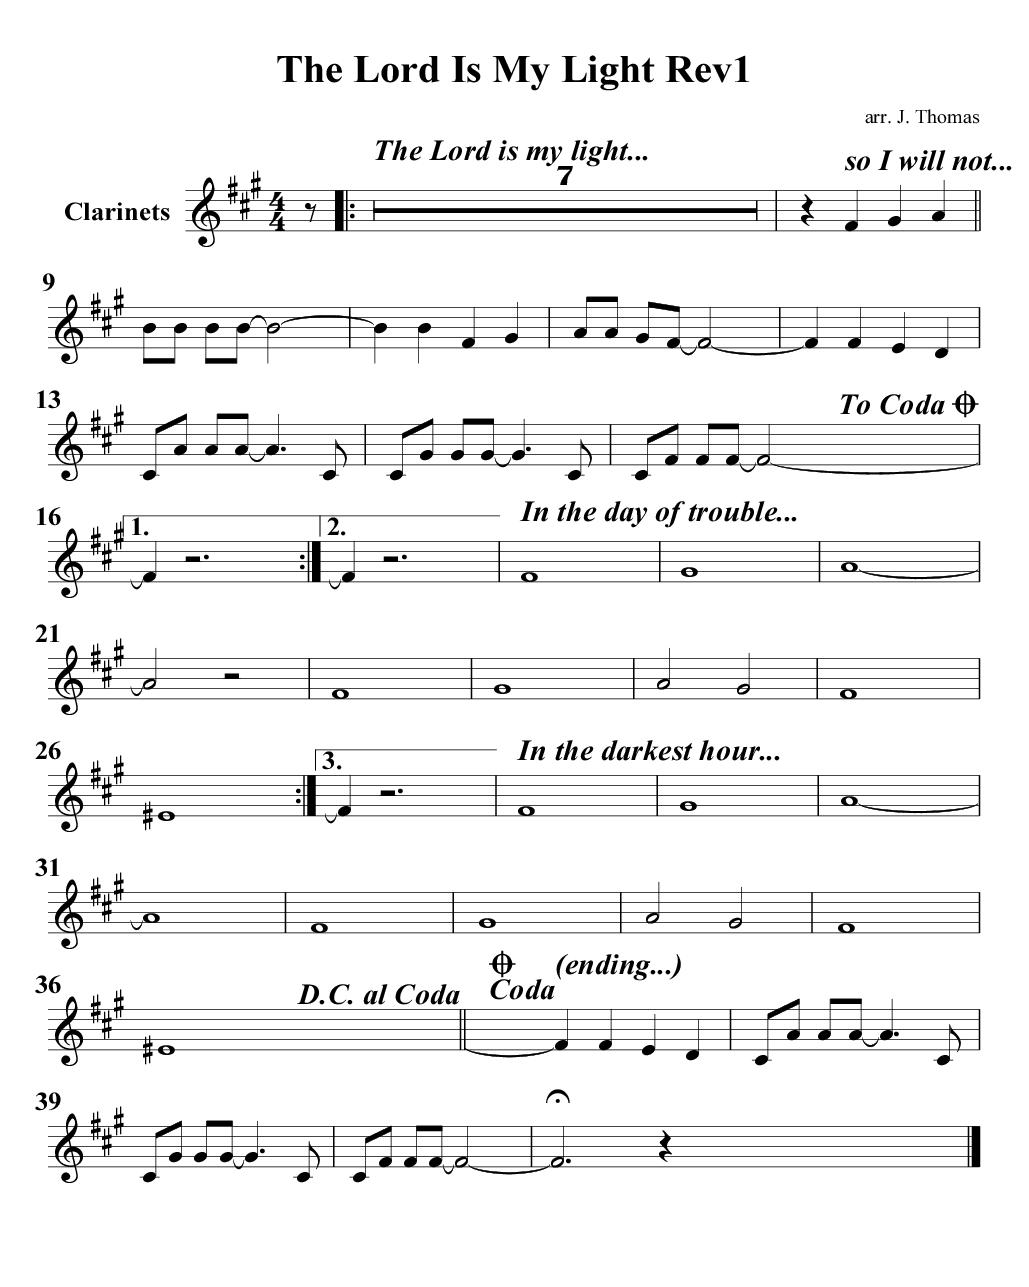 The Lord Is My Light Rev1
arr. J. Thomas
The Lord is my light...
so I will not...
7
Clarinets
4
4
9
13
To Coda
16
1.
2.
In the day of trouble...
21
26
3.
In the darkest hour...
31
36
D.C. al Coda
Coda
(ending...)
39